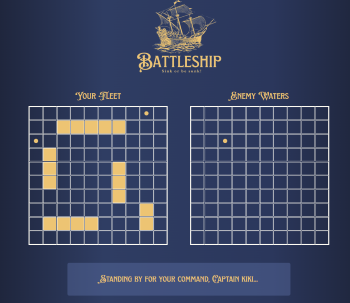 Battleship
Sink or be sunk!
Your Fleet
Enemy Waters
Standing by for your command, Captain kiki...